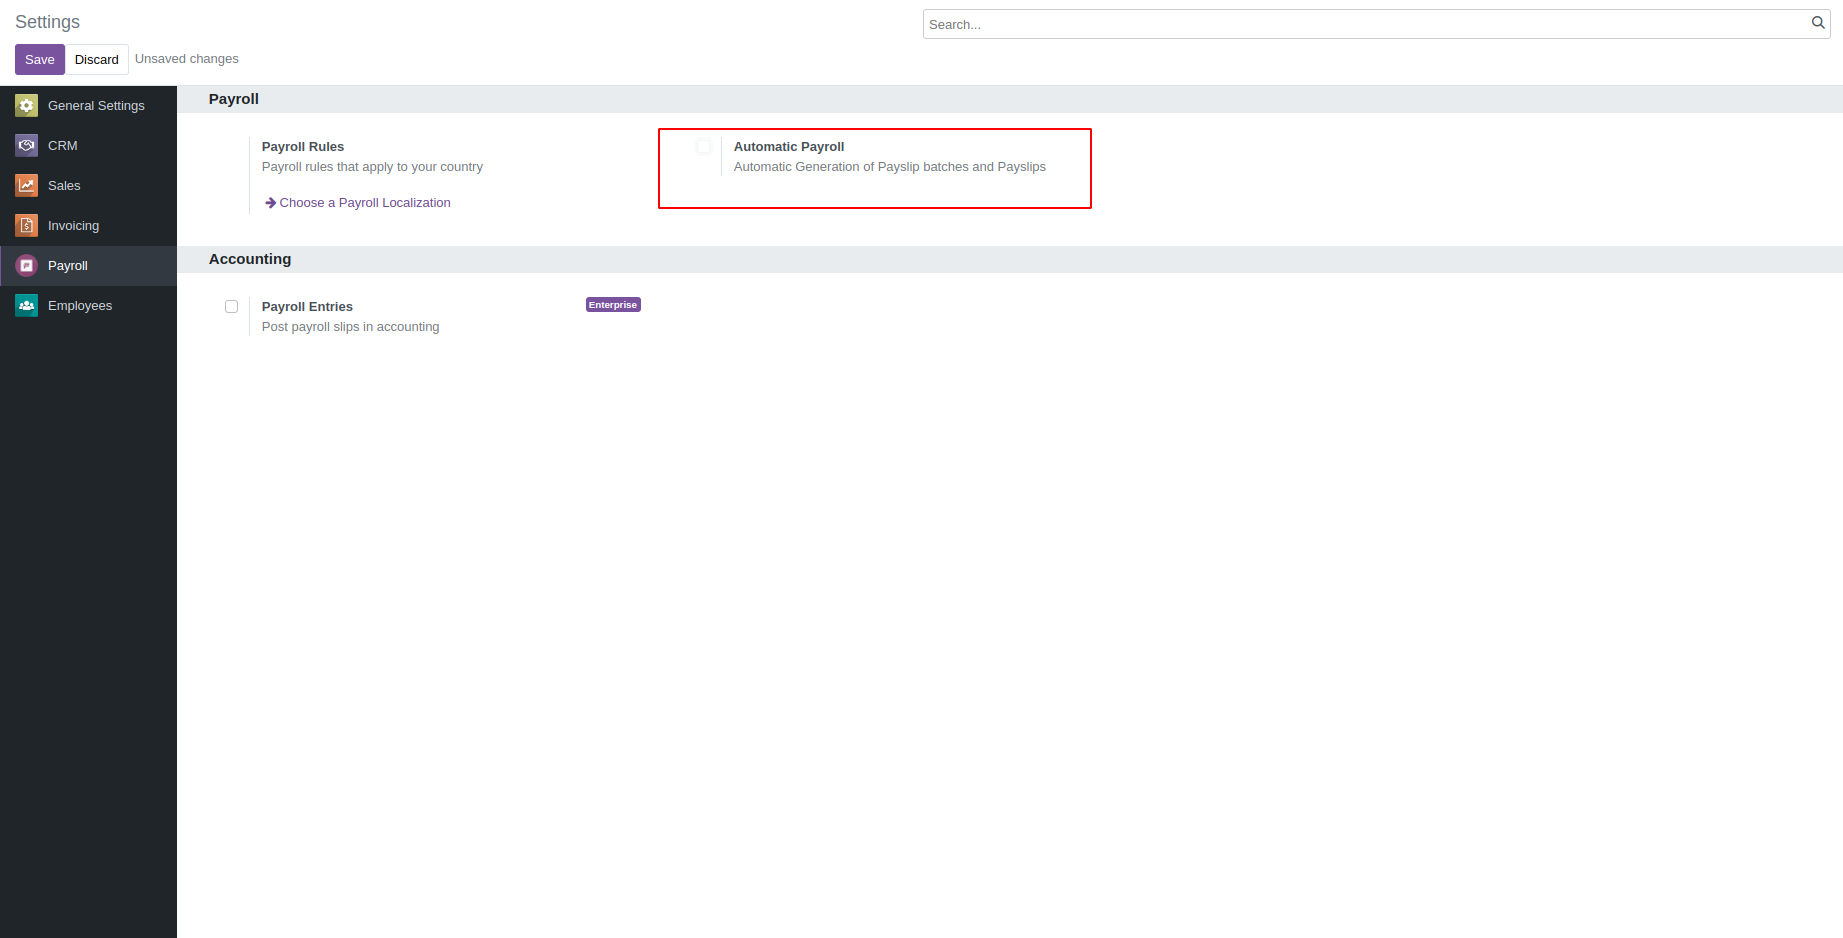 Settings
Search...
Save Discard Unsaved changes
General Settings
CRM
Sales
Invoicing
Payroll
Employees
Payroll
Payroll Rules
Payroll rules that apply to your country
Choose a Payroll Localization
Automatic Payroll
Automatic Generation of Payslip batches and Payslips
Accounting
Payroll Entries Enterprise
Post payroll slips in accounting